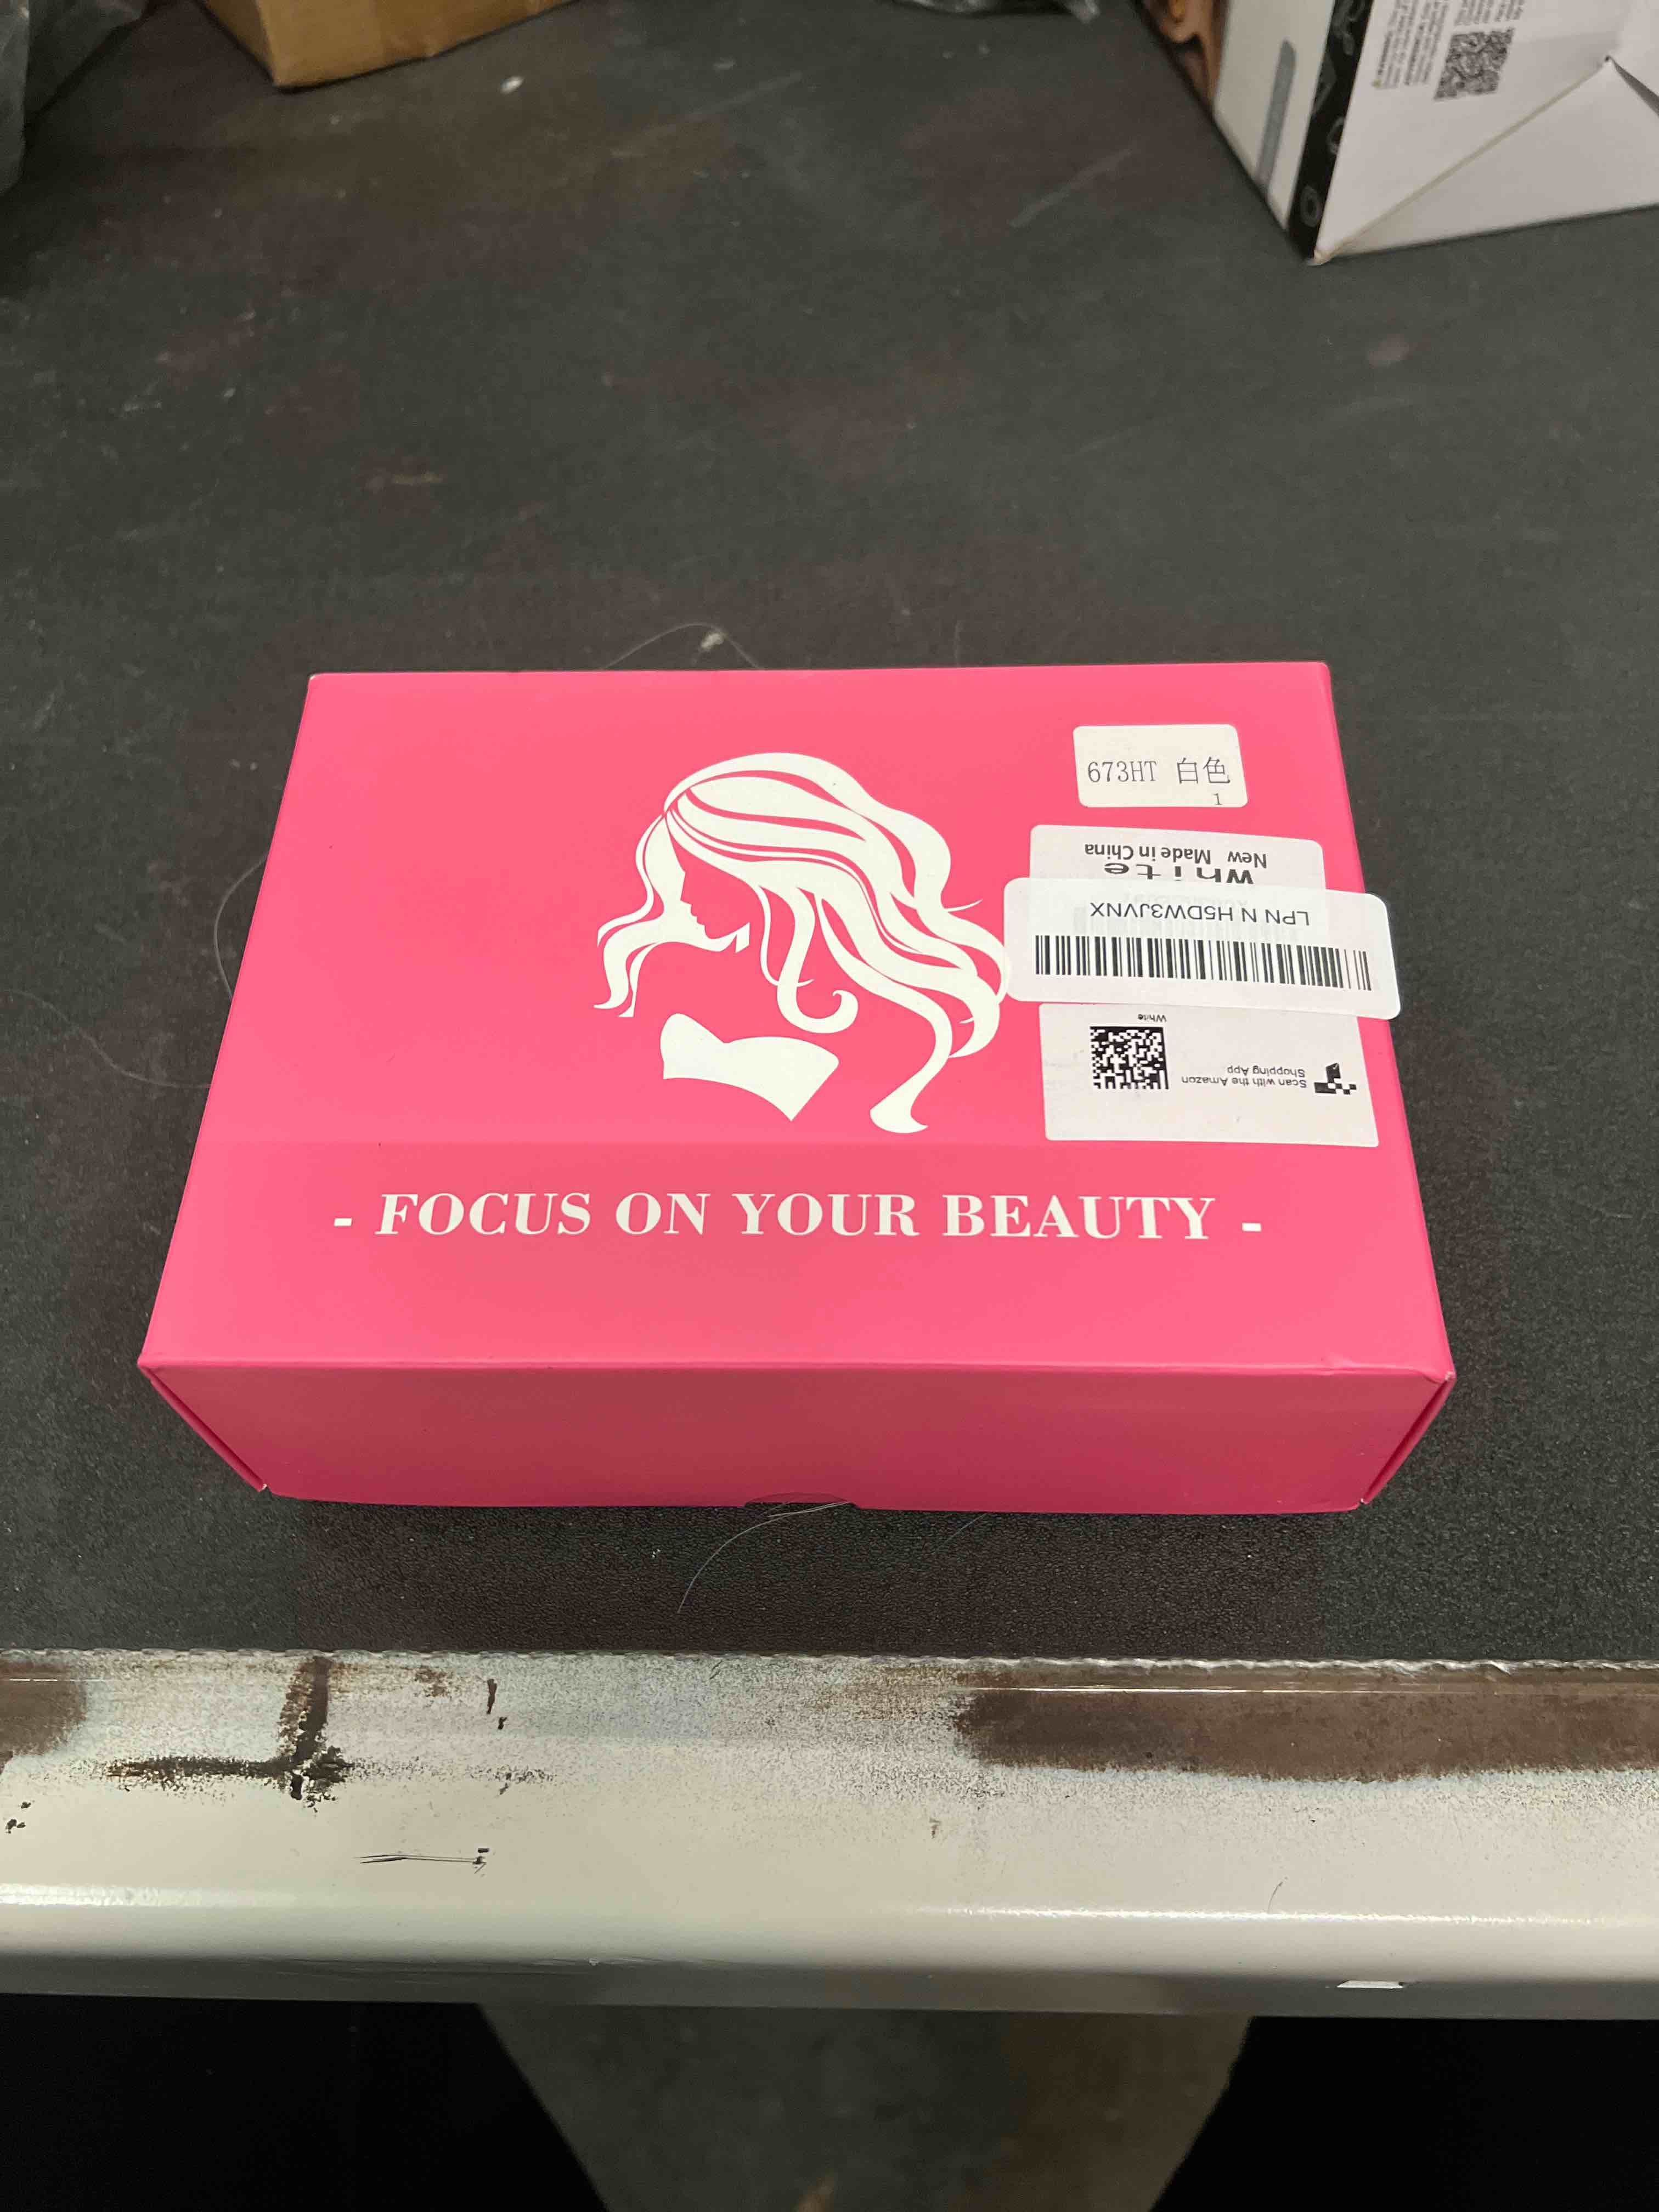 673HT 白色
1
New Made in China
White
LPN N H5DW3JVNX
White
Scan with the Amazon
Shopping App
- FOCUS ON YOUR BEAUTY -